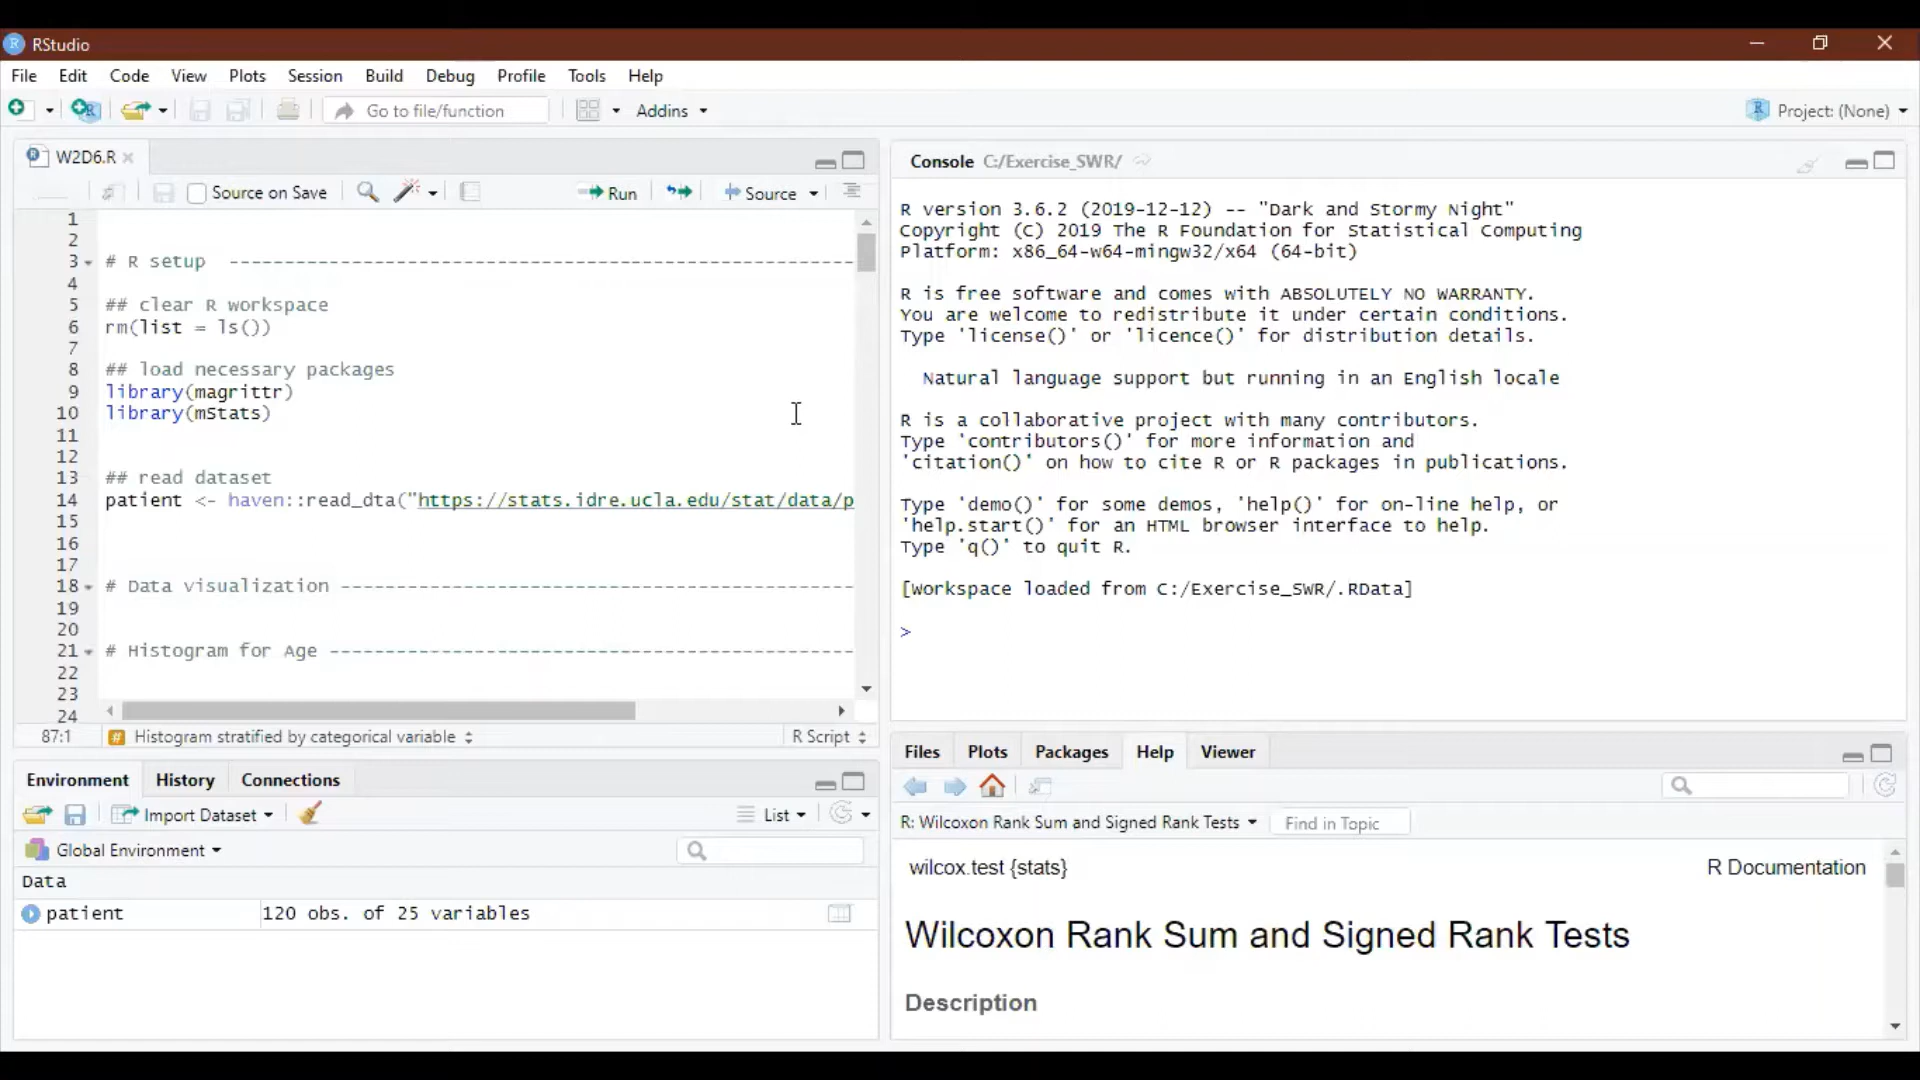 RStudio
File Edit Code View Plots Session Build Debug Profile Tools Help
Go to file/function Addins Project: (None)
W2D6.R
Source on Save Run Source
1
2
3 # R setup -------------------------------------------------------
4
5 ## clear R workspace
6 rm(list = ls())
7
8 ## load necessary packages
9 library(magrittr)
10 library(mStats)
11
12
13 ## read dataset
14 patient <- haven::read_dta("https://stats.idre.ucla.edu/stat/data/p
15
16
17
18 # Data visualization ----------------------------------------------
19
20
21 # Histogram for Age -----------------------------------------------
22
23
24
87:1 # Histogram stratified by categorical variable R Script
Environment History Connections
Import Dataset List
Global Environment
Data
patient 120 obs. of 25 variables
Console C:/Exercise_SWR/
R version 3.6.2 (2019-12-12) -- "Dark and Stormy Night"
Copyright (C) 2019 The R Foundation for Statistical Computing
Platform: x86_64-w64-mingw32/x64 (64-bit)
R is free software and comes with ABSOLUTELY NO WARRANTY.
You are welcome to redistribute it under certain conditions.
Type 'license()' or 'licence()' for distribution details.
Natural language support but running in an English locale
R is a collaborative project with many contributors.
Type 'contributors()' for more information and
'citation()' on how to cite R or R packages in publications.
Type 'demo()' for some demos, 'help()' for on-line help, or
'help.start()' for an HTML browser interface to help.
Type 'q()' to quit R.
[Workspace loaded from C:/Exercise_SWR/.RData]
>
Files Plots Packages Help Viewer
R: Wilcoxon Rank Sum and Signed Rank Tests Find in Topic
wilcox.test {stats} R Documentation
Wilcoxon Rank Sum and Signed Rank Tests
Description